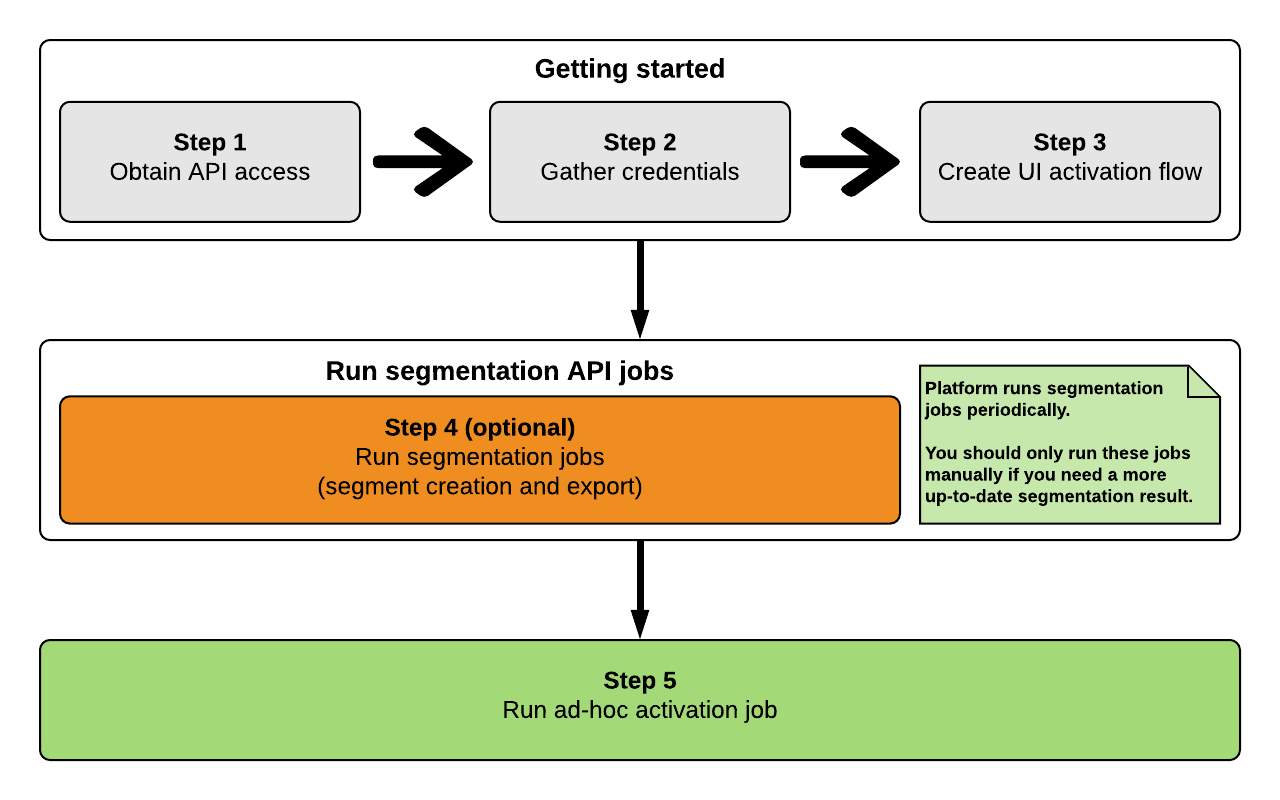 Getting started
Step 1
Obtain API access
Step 2
Gather credentials
Step 3
Create UI activation flow
Run segmentation API jobs
Step 4 (optional)
Run segmentation jobs
(segment creation and export)
Platform runs segmentation
jobs periodically.
You should only run these jobs
manually if you need a more
up-to-date segmentation result.
Step 5
Run ad-hoc activation job